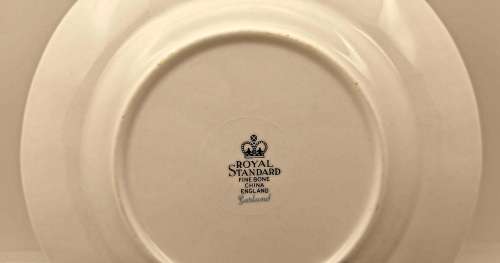 ROYAL
STANDARD
FINE BONE
CHINA
ENGLAND
Garland